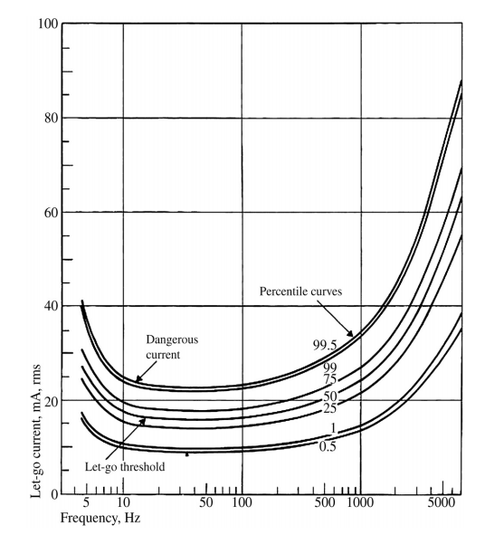 100
80
60
40
20
0
Let-go current, mA, rms
Percentile curves
Dangerous
current
Let-go threshold
99.5
99
75
50
25
1
0.5
5 10 50 100 500 1000 5000
Frequency, Hz